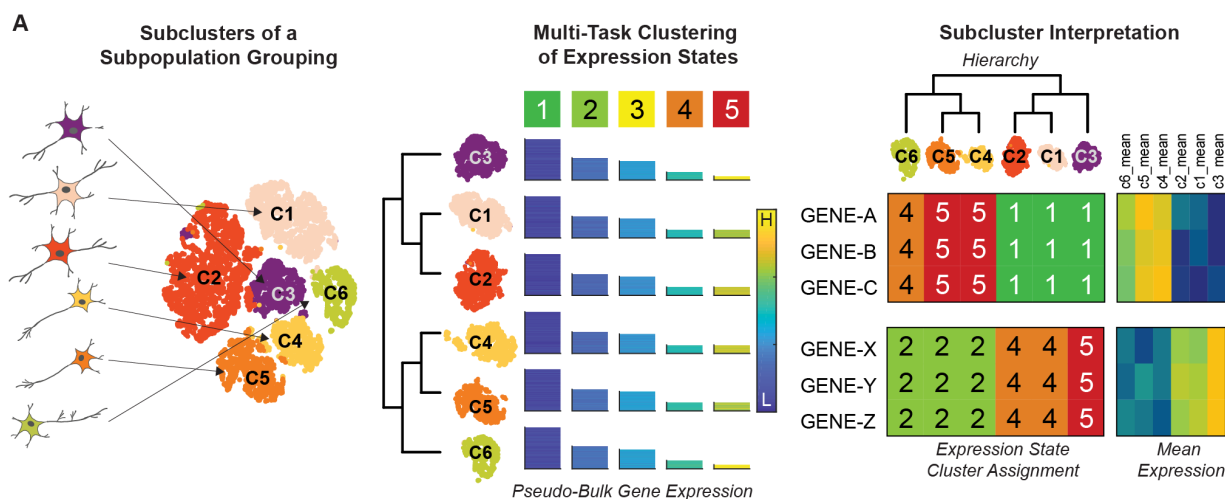 A
Subclusters of a
Subpopulation Grouping
C1
C2
C3
C6
C4
C5
Multi-Task Clustering
of Expression States
1 2 3 4 5
C3
C1
C2
C4
C5
C6
H
L
Pseudo-Bulk Gene Expression
Subcluster Interpretation
Hierarchy
C6 C5 C4 C2 C1 C3
c6_mean
c5_mean
c4_mean
c2_mean
c1_mean
c3_mean
GENE-A 4 5 5 1 1 1
GENE-B 4 5 5 1 1 1
GENE-C 4 5 5 1 1 1
GENE-X 2 2 2 4 4 5
GENE-Y 2 2 2 4 4 5
GENE-Z 2 2 2 4 4 5
Expression State
Cluster Assignment
Mean
Expression